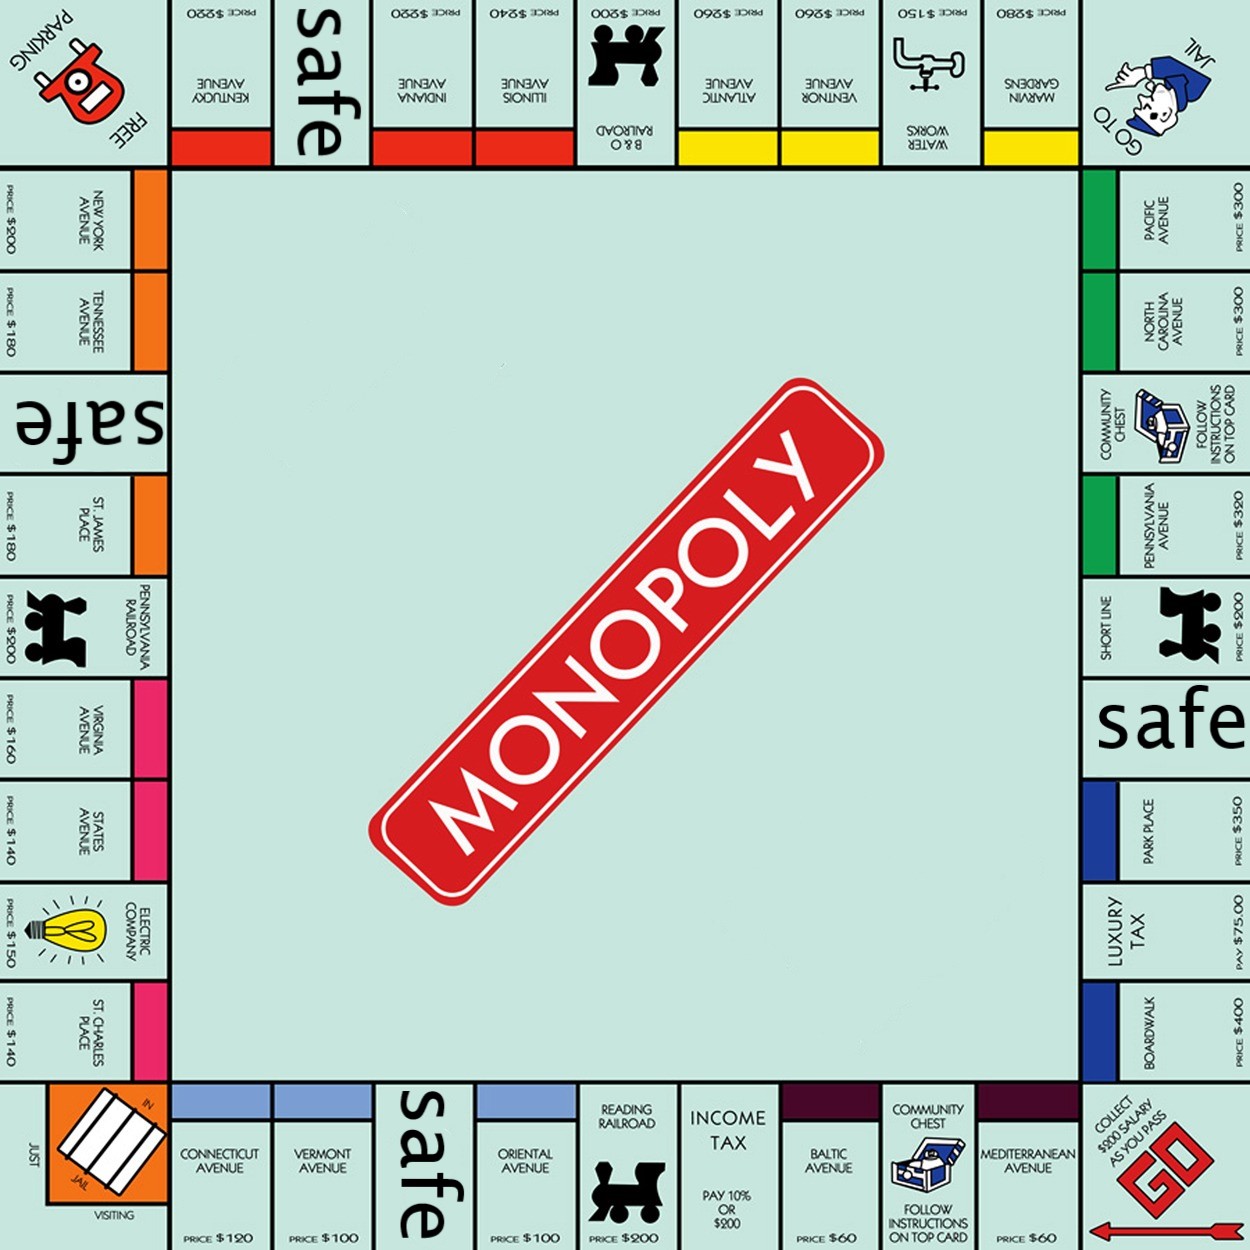 FREE
PARKING
KENTUCKY
AVENUE
PRICE $220
safe
INDIANA
AVENUE
PRICE $220
ILLINOIS
AVENUE
PRICE $240
B & O
RAILROAD
PRICE $200
ATLANTIC
AVENUE
PRICE $260
VENTNOR
AVENUE
PRICE $260
WATER
WORKS
PRICE $150
MARVIN
GARDENS
PRICE $280
GO TO
JAIL
NEW YORK
AVENUE
PRICE $200
TENNESSEE
AVENUE
PRICE $180
safe
ST. JAMES
PLACE
PRICE $180
PENNSYLVANIA
RAILROAD
PRICE $200
VIRGINIA
AVENUE
PRICE $160
STATES
AVENUE
PRICE $140
ELECTRIC
COMPANY
PRICE $150
ST. CHARLES
PLACE
PRICE $140
MONOPOLY
PACIFIC
AVENUE
PRICE $300
NORTH
CAROLINA
AVENUE
PRICE $300
COMMUNITY
CHEST
FOLLOW
INSTRUCTIONS
ON TOP CARD
PENNSYLVANIA
AVENUE
PRICE $320
SHORT LINE
PRICE $200
safe
PARK PLACE
PRICE $350
LUXURY
TAX
PAY $75.00
BOARDWALK
PRICE $400
IN
JAIL
JUST
VISITING
CONNECTICUT
AVENUE
PRICE $120
VERMONT
AVENUE
PRICE $100
safe
ORIENTAL
AVENUE
PRICE $100
READING
RAILROAD
PRICE $200
INCOME
TAX
PAY 10%
OR
$200
BALTIC
AVENUE
PRICE $60
COMMUNITY
CHEST
FOLLOW
INSTRUCTIONS
ON TOP CARD
MEDITERRANEAN
AVENUE
PRICE $60
COLLECT
$200 SALARY
AS YOU PASS
GO